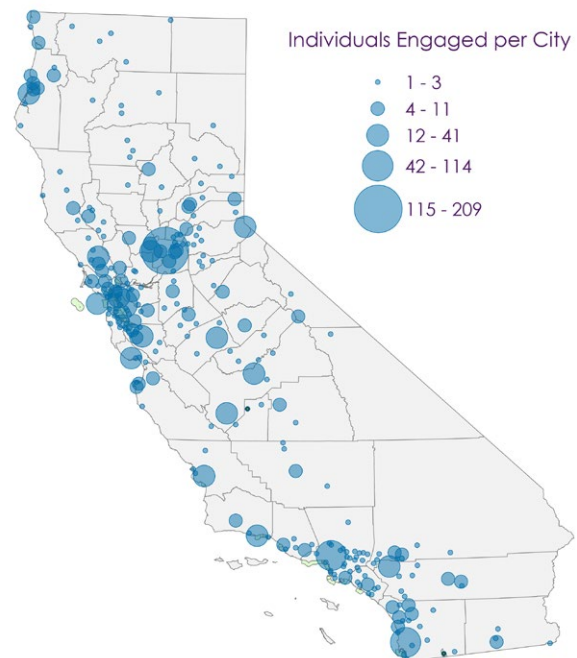 Individuals Engaged per City
1 - 3
4 - 11
12 - 41
42 - 114
115 - 209